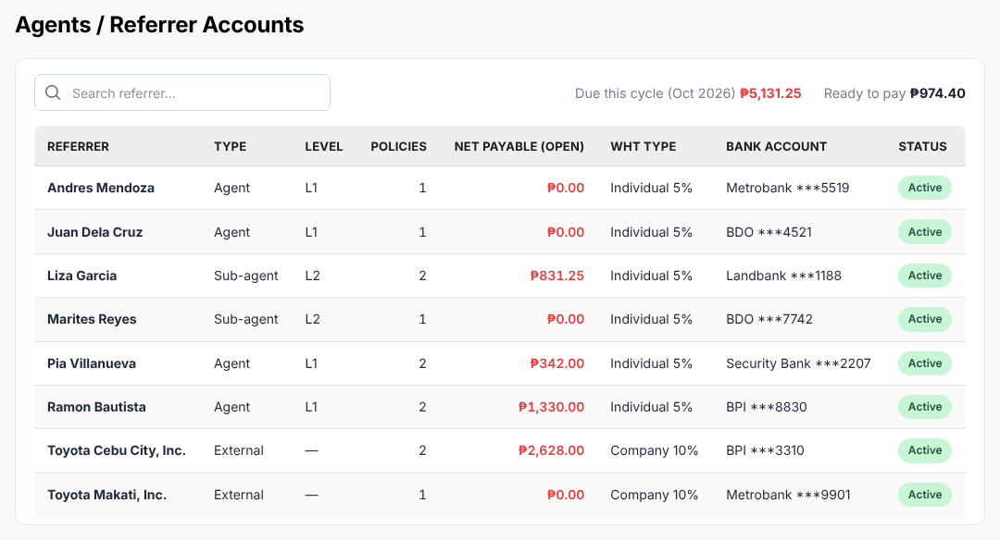 Agents / Referrer Accounts
Search referrer...
Due this cycle (Oct 2026) ₱5,131.25 Ready to pay ₱974.40
REFERRER TYPE LEVEL POLICIES NET PAYABLE (OPEN) WHT TYPE BANK ACCOUNT STATUS
Andres Mendoza Agent L1 1 ₱0.00 Individual 5% Metrobank ***5519 Active
Juan Dela Cruz Agent L1 1 ₱0.00 Individual 5% BDO ***4521 Active
Liza Garcia Sub-agent L2 2 ₱831.25 Individual 5% Landbank ***1188 Active
Marites Reyes Sub-agent L2 1 ₱0.00 Individual 5% BDO ***7742 Active
Pia Villanueva Agent L1 2 ₱342.00 Individual 5% Security Bank ***2207 Active
Ramon Bautista Agent L1 2 ₱1,330.00 Individual 5% BPI ***8830 Active
Toyota Cebu City, Inc. External — 2 ₱2,628.00 Company 10% BPI ***3310 Active
Toyota Makati, Inc. External — 1 ₱0.00 Company 10% Metrobank ***9901 Active